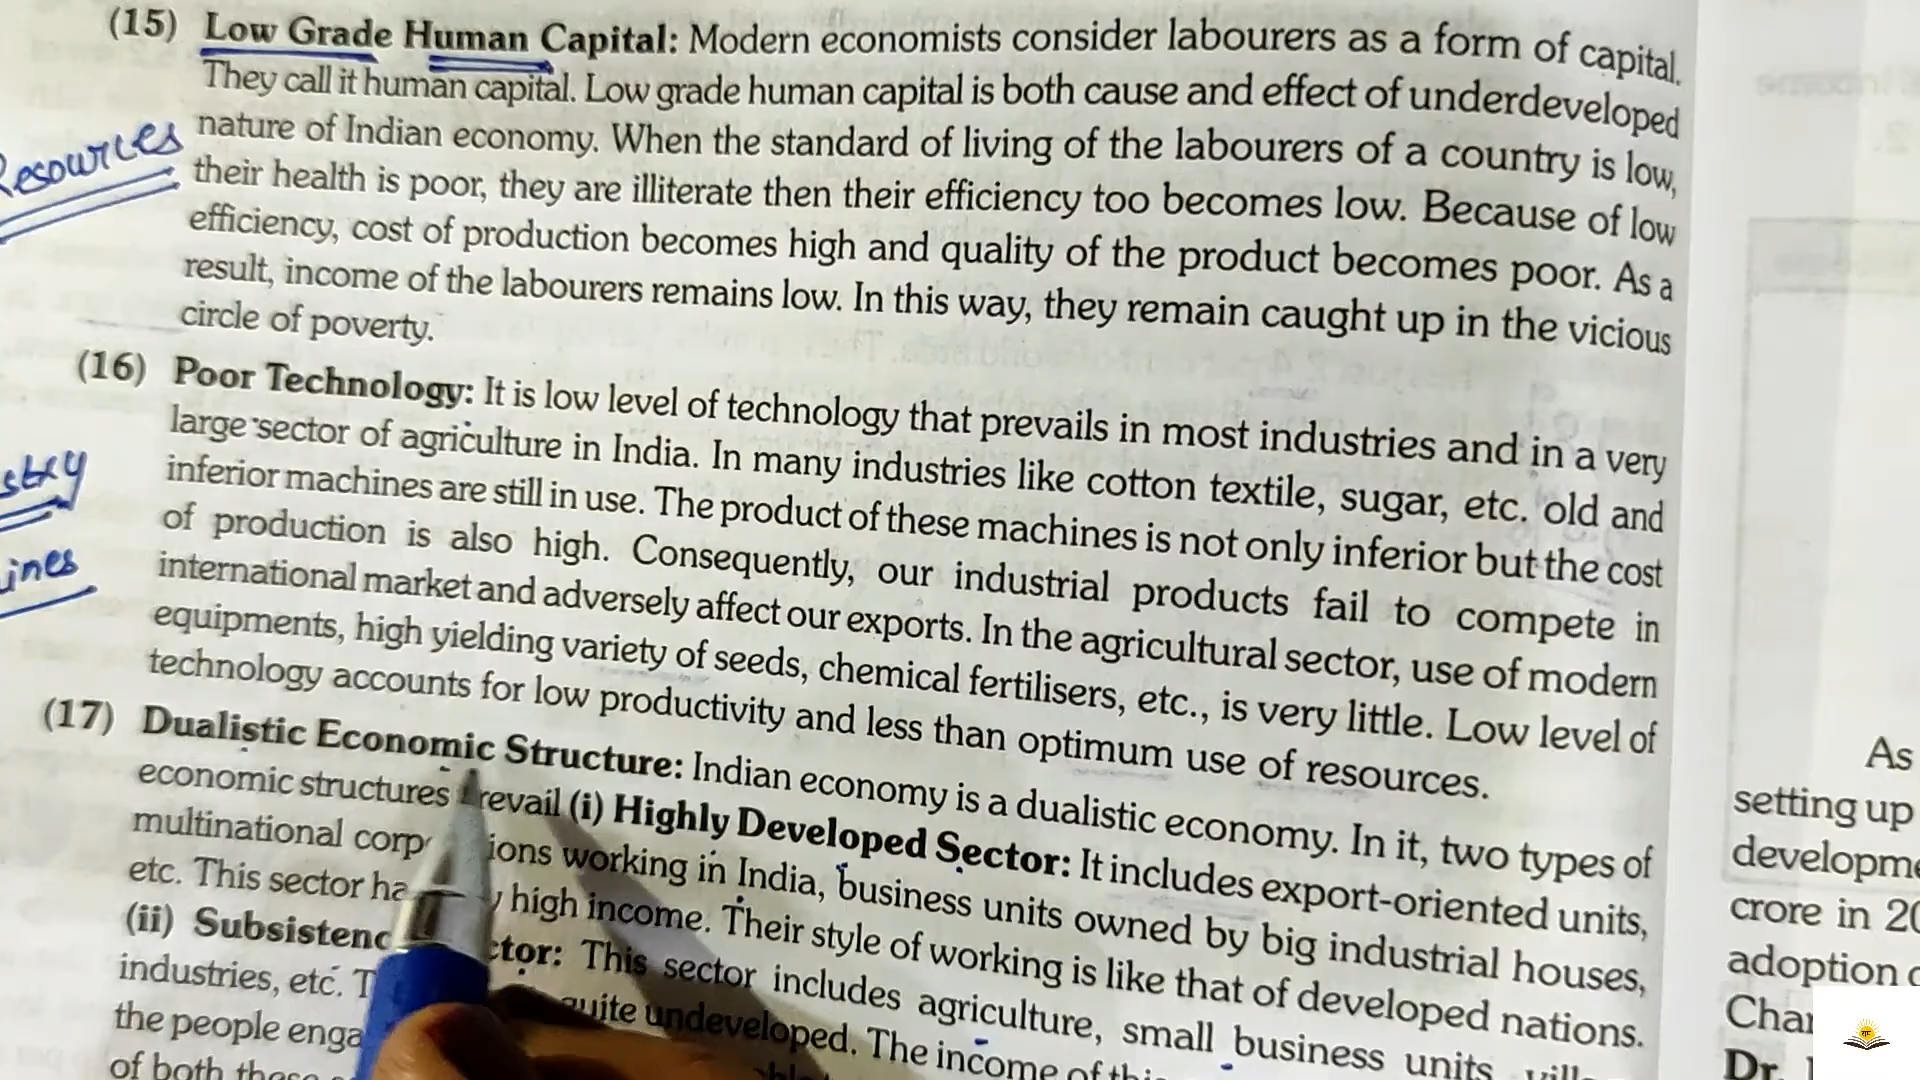 (15) Low Grade Human Capital: Modern economists consider labourers as a form of capital.
They call it human capital. Low grade human capital is both cause and effect of underdeveloped
nature of Indian economy. When the standard of living of the labourers of a country is low,
their health is poor, they are illiterate then their efficiency too becomes low. Because of low
efficiency, cost of production becomes high and quality of the product becomes poor. As a
result, income of the labourers remains low. In this way, they remain caught up in the vicious
circle of poverty.
Resources
(16) Poor Technology: It is low level of technology that prevails in most industries and in a very
large sector of agriculture in India. In many industries like cotton textile, sugar, etc. old and
inferior machines are still in use. The product of these machines is not only inferior but the cost
of production is also high. Consequently, our industrial products fail to compete in
international market and adversely affect our exports. In the agricultural sector, use of modern
equipments, high yielding variety of seeds, chemical fertilisers, etc., is very little. Low level of
technology accounts for low productivity and less than optimum use of resources.
stry
ines
(17) Dualistic Economic Structure: Indian economy is a dualistic economy. In it, two types of
economic structures prevail (i) Highly Developed Sector: It includes export-oriented units,
multinational corp ions working in India, business units owned by big industrial houses,
etc. This sector ha y high income. Their style of working is like that of developed nations.
(ii) Subsistenc ctor: This sector includes agriculture, small business units
industries, etc. T quite undeveloped. The income of
the people enga
of both
As
setting up
developme
crore in 20
adoption
Char
Dr.